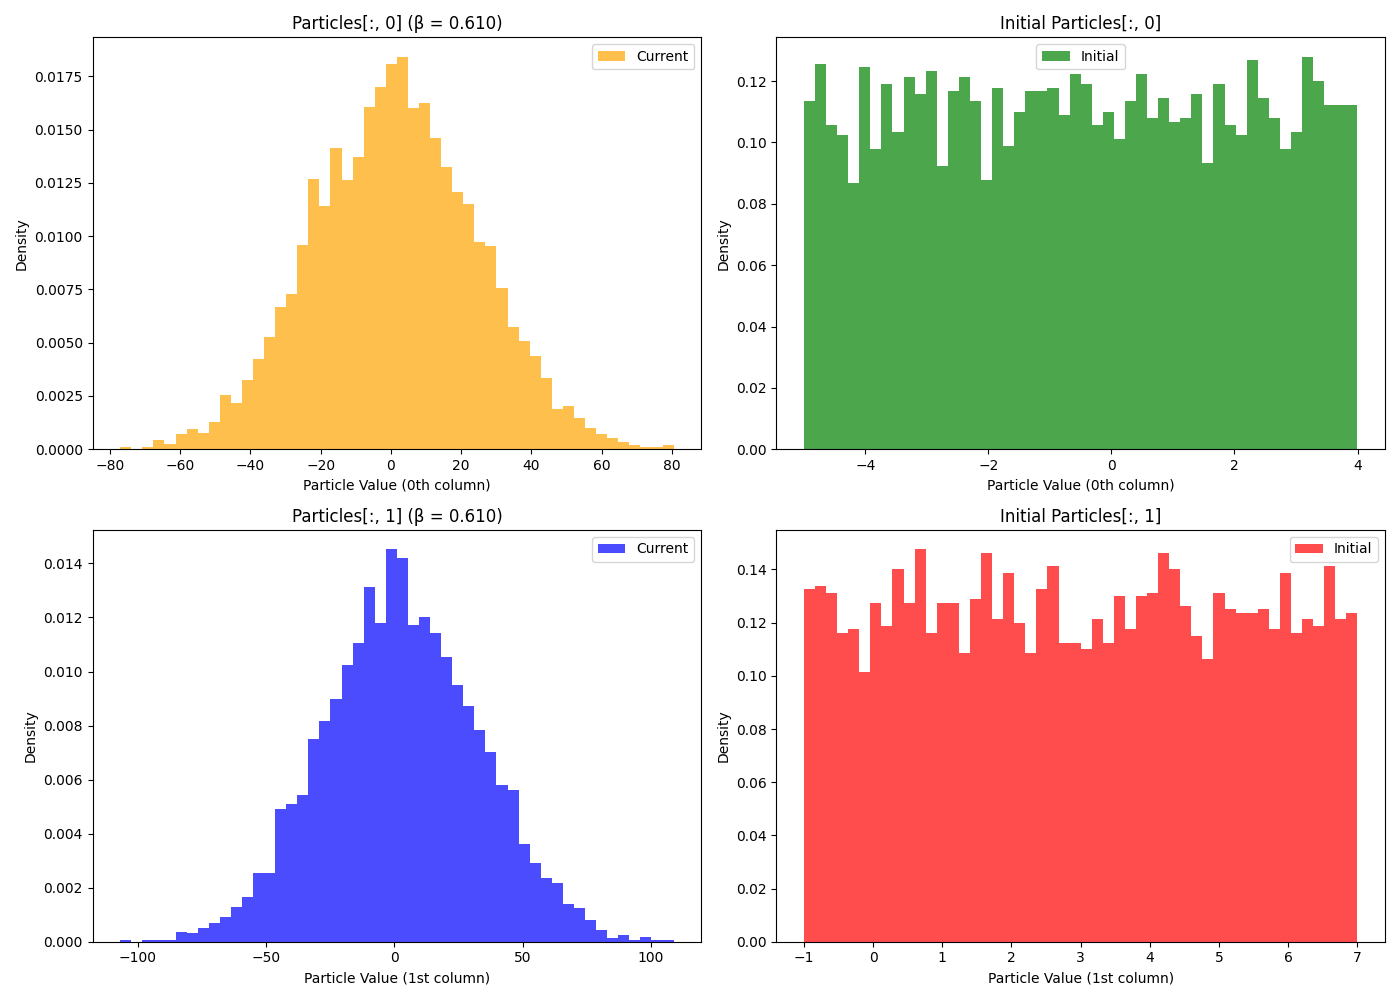 Particles[:, 0] (β = 0.610)
Current
0.0175
0.0150
0.0125
0.0100
0.0075
0.0050
0.0025
0.0000
Density
−80 −60 −40 −20 0 20 40 60 80
Particle Value (0th column)
Initial Particles[:, 0]
Initial
0.12
0.10
0.08
0.06
0.04
0.02
0.00
Density
−4 −2 0 2 4
Particle Value (0th column)
Particles[:, 1] (β = 0.610)
Current
0.014
0.012
0.010
0.008
0.006
0.004
0.002
0.000
Density
−100 −50 0 50 100
Particle Value (1st column)
Initial Particles[:, 1]
Initial
0.14
0.12
0.10
0.08
0.06
0.04
0.02
0.00
Density
−1 0 1 2 3 4 5 6 7
Particle Value (1st column)